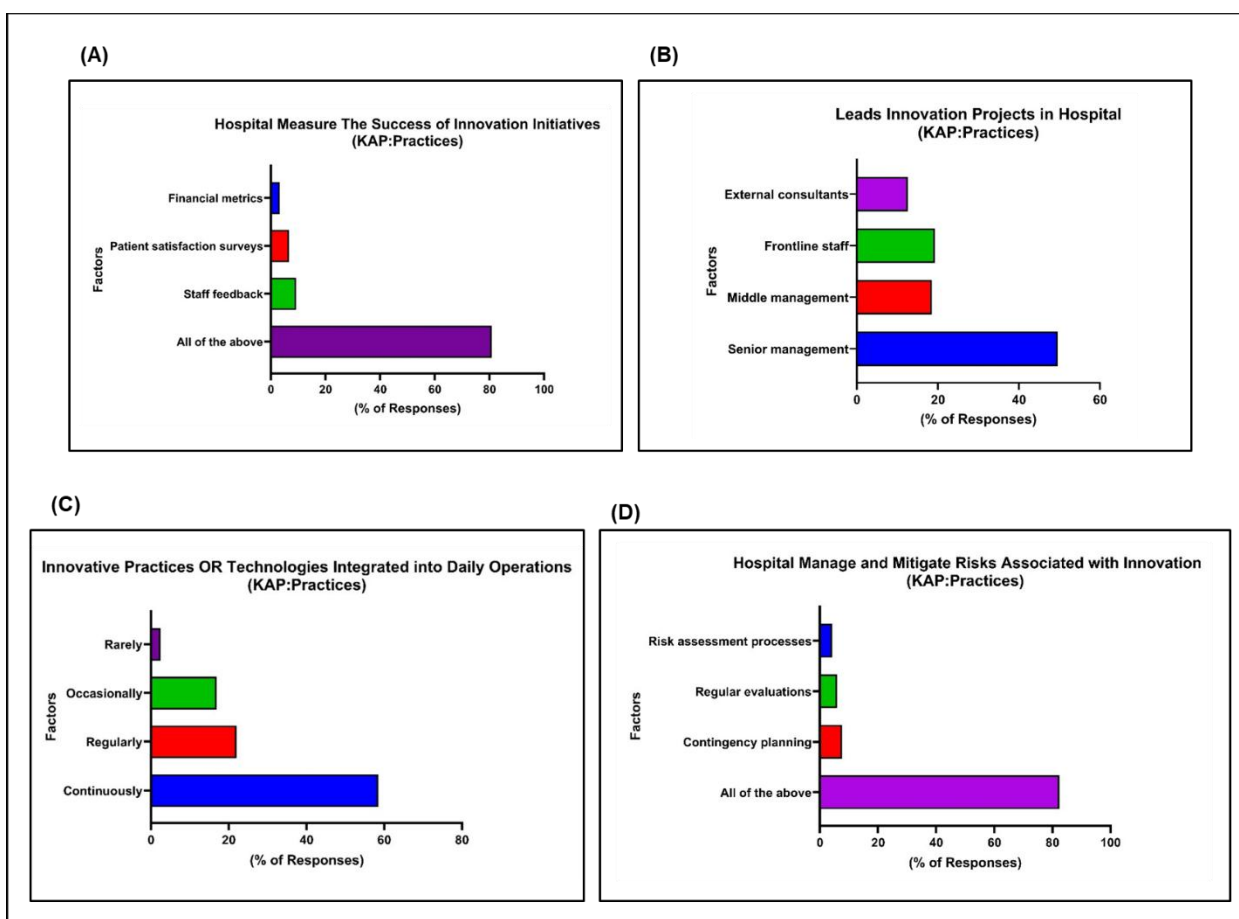 (A)
Hospital Measure The Success of Innovation Initiatives
(KAP:Practices)
Factors
Financial metrics
Patient satisfaction surveys
Staff feedback
All of the above
0 20 40 60 80 100
(% of Responses)
(B)
Leads Innovation Projects in Hospital
(KAP:Practices)
Factors
External consultants
Frontline staff
Middle management
Senior management
0 20 40 60
(% of Responses)
(C)
Innovative Practices OR Technologies Integrated into Daily Operations
(KAP:Practices)
Factors
Rarely
Occasionally
Regularly
Continuously
0 20 40 60 80
(% of Responses)
(D)
Hospital Manage and Mitigate Risks Associated with Innovation
(KAP:Practices)
Factors
Risk assessment processes
Regular evaluations
Contingency planning
All of the above
0 20 40 60 80 100
(% of Responses)